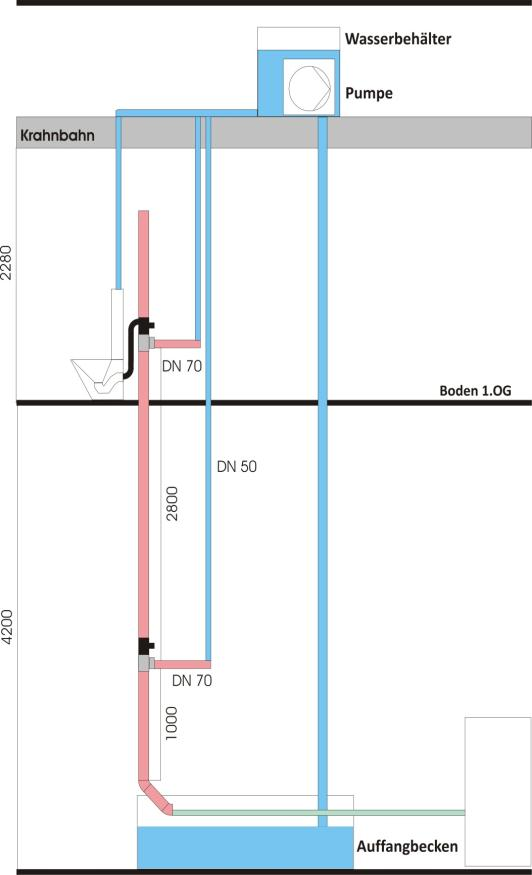 Wasserbehälter
Pumpe
Krahnbahn
2280
DN 70
Boden 1.OG
DN 50
2800
4200
DN 70
1000
Auffangbecken